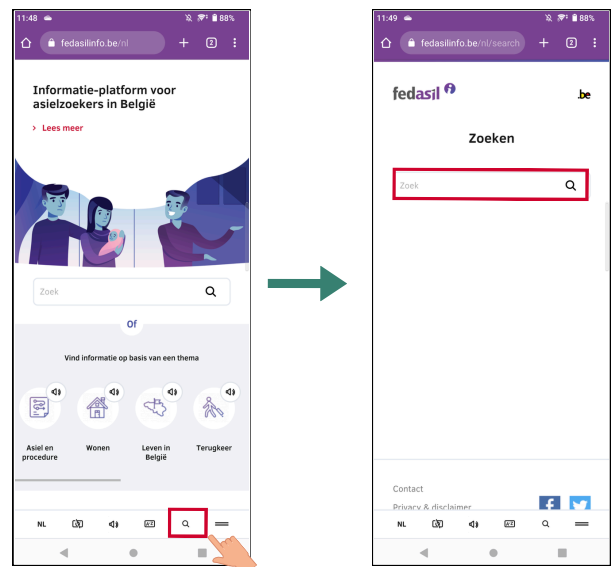 11:48
88%
fedasilinfo.be/nl
2
Informatie-platform voor
asielzoekers in België
> Lees meer
Zoek
Of
Vind informatie op basis van een thema
Asiel en
procedure
Wonen
Leven in
België
Terugkeer
NL
A-Z
11:49
88%
fedasilinfo.be/nl/search
2
fedasil
.be
Zoeken
Zoek
Contact
Privacy & disclaimer
NL
A-Z